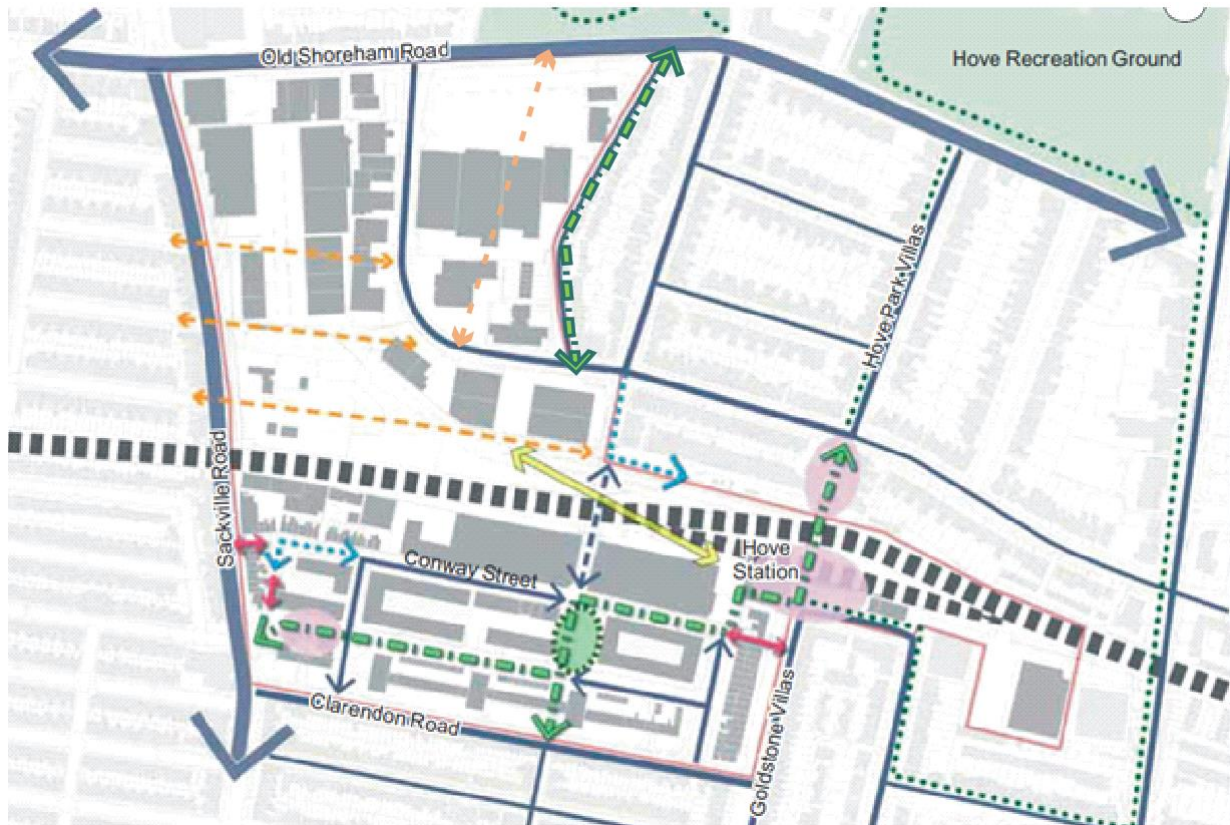 Old Shoreham Road
Hove Recreation Ground
Hove Park Villas
Sackville Road
Conway Street
Hove
Station
Clarendon Road
Goldstone Villas